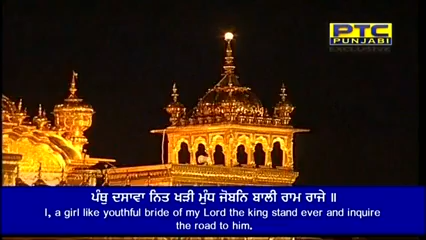 PTC
PUNJABI
EXCLUSIVE
ਪੰਥੁ ਦਸਾਵਾ ਨਿਤ ਖੜੀ ਮੁੰਧ ਜੋਬਨਿ ਬਾਲੀ ਰਾਮ ਰਾਜੇ ॥
I, a girl like youthful bride of my Lord the king stand ever and inquire
the road to him.